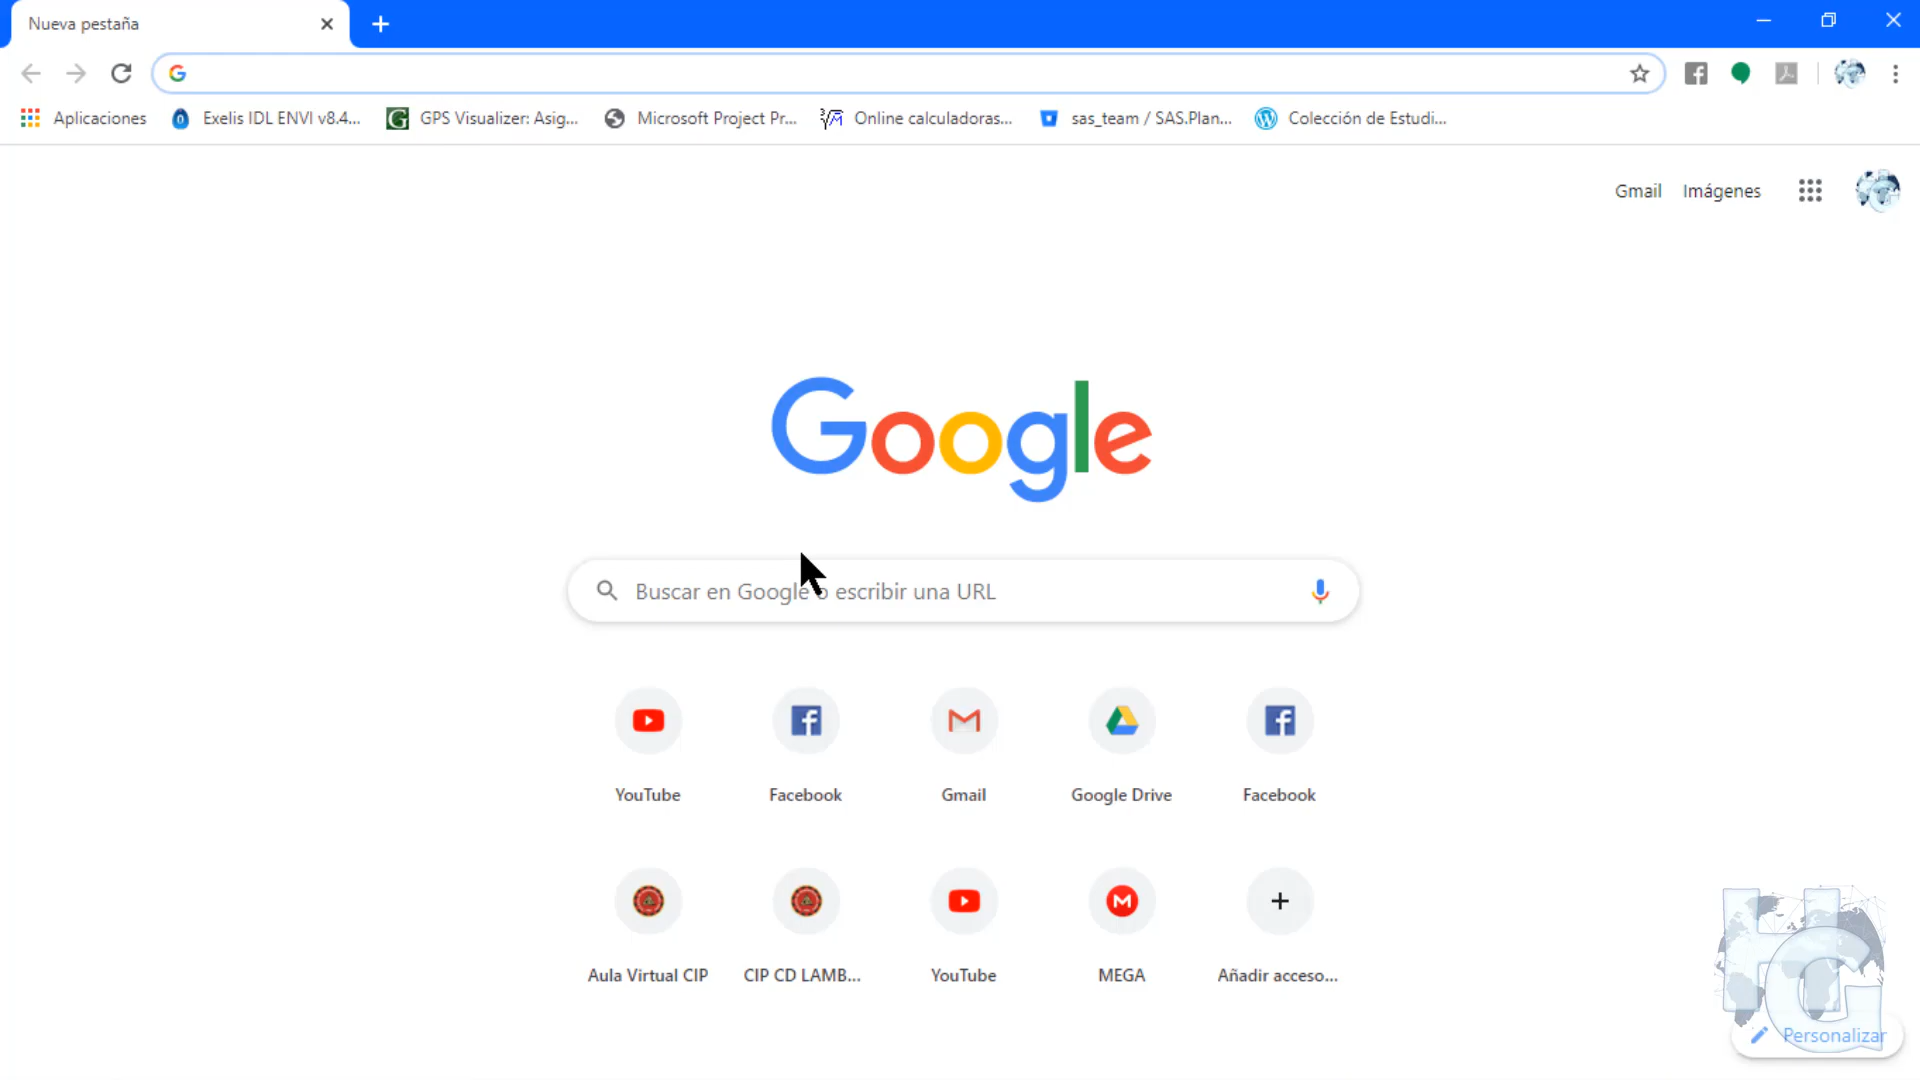 Nueva pestaña
Aplicaciones Exelis IDL ENVI v8.4... GPS Visualizer: Asig... Microsoft Project Pr... Online calculadoras... sas_team / SAS.Plan... Colección de Estudi...
Gmail Imágenes
Google
Buscar en Google o escribir una URL
YouTube Facebook Gmail Google Drive Facebook
Aula Virtual CIP CIP CD LAMB... YouTube MEGA Añadir acceso...
HG
Personalizar